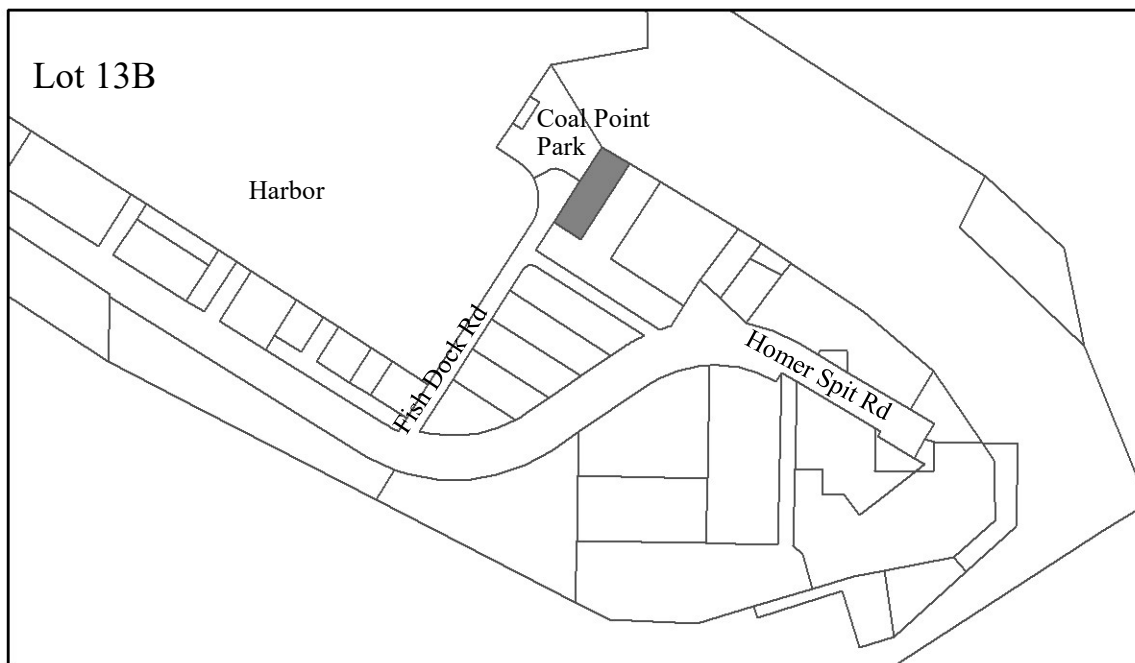 Lot 13B
Coal Point
Park
Harbor
Fish Dock Rd
Homer Spit Rd